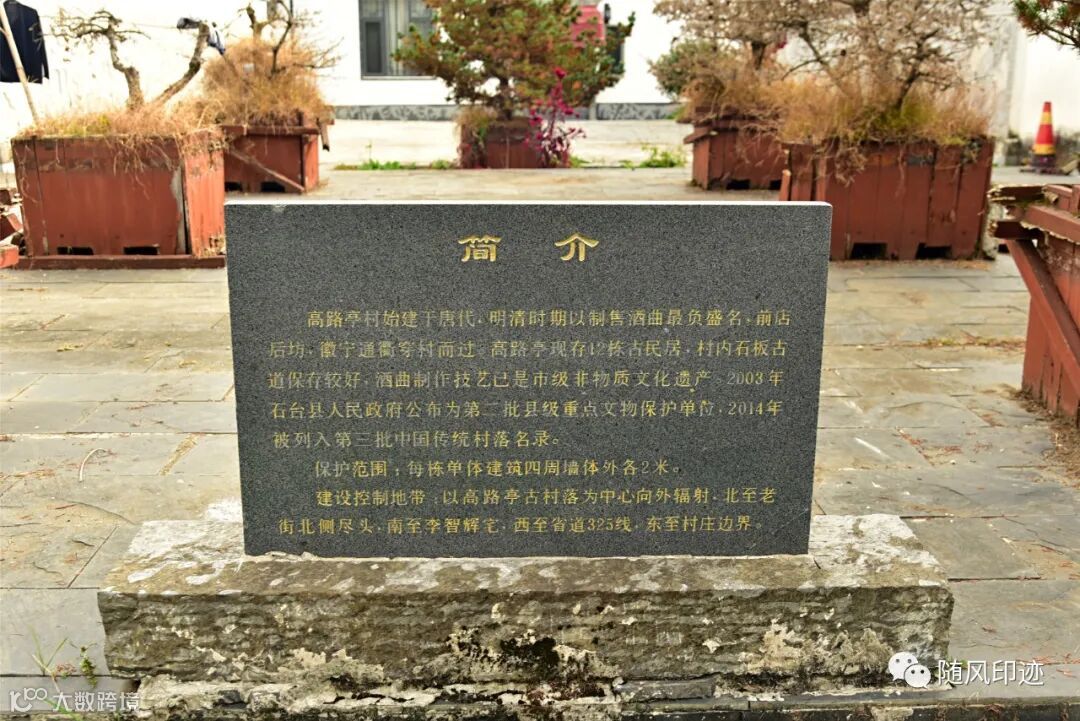 简 介
高路亭村始建于唐代，明清时期以制售酒曲最负盛名，前店
后坊，徽宁通衢穿村而过。高路亭现存12栋古民居，村内石板古
道保存较好，酒曲制作技艺已是市级非物质文化遗产。2003年
石台县人民政府公布为第二批县级重点文物保护单位，2014年
被列入第三批中国传统村落名录。
保护范围：每栋单体建筑四周墙体外各2米。
建设控制地带：以高路亭古村落为中心向外辐射，北至老
街北侧尽头，南至李智辉宅，西至省道325线，东至村庄边界。
随风印迹
大数跨境